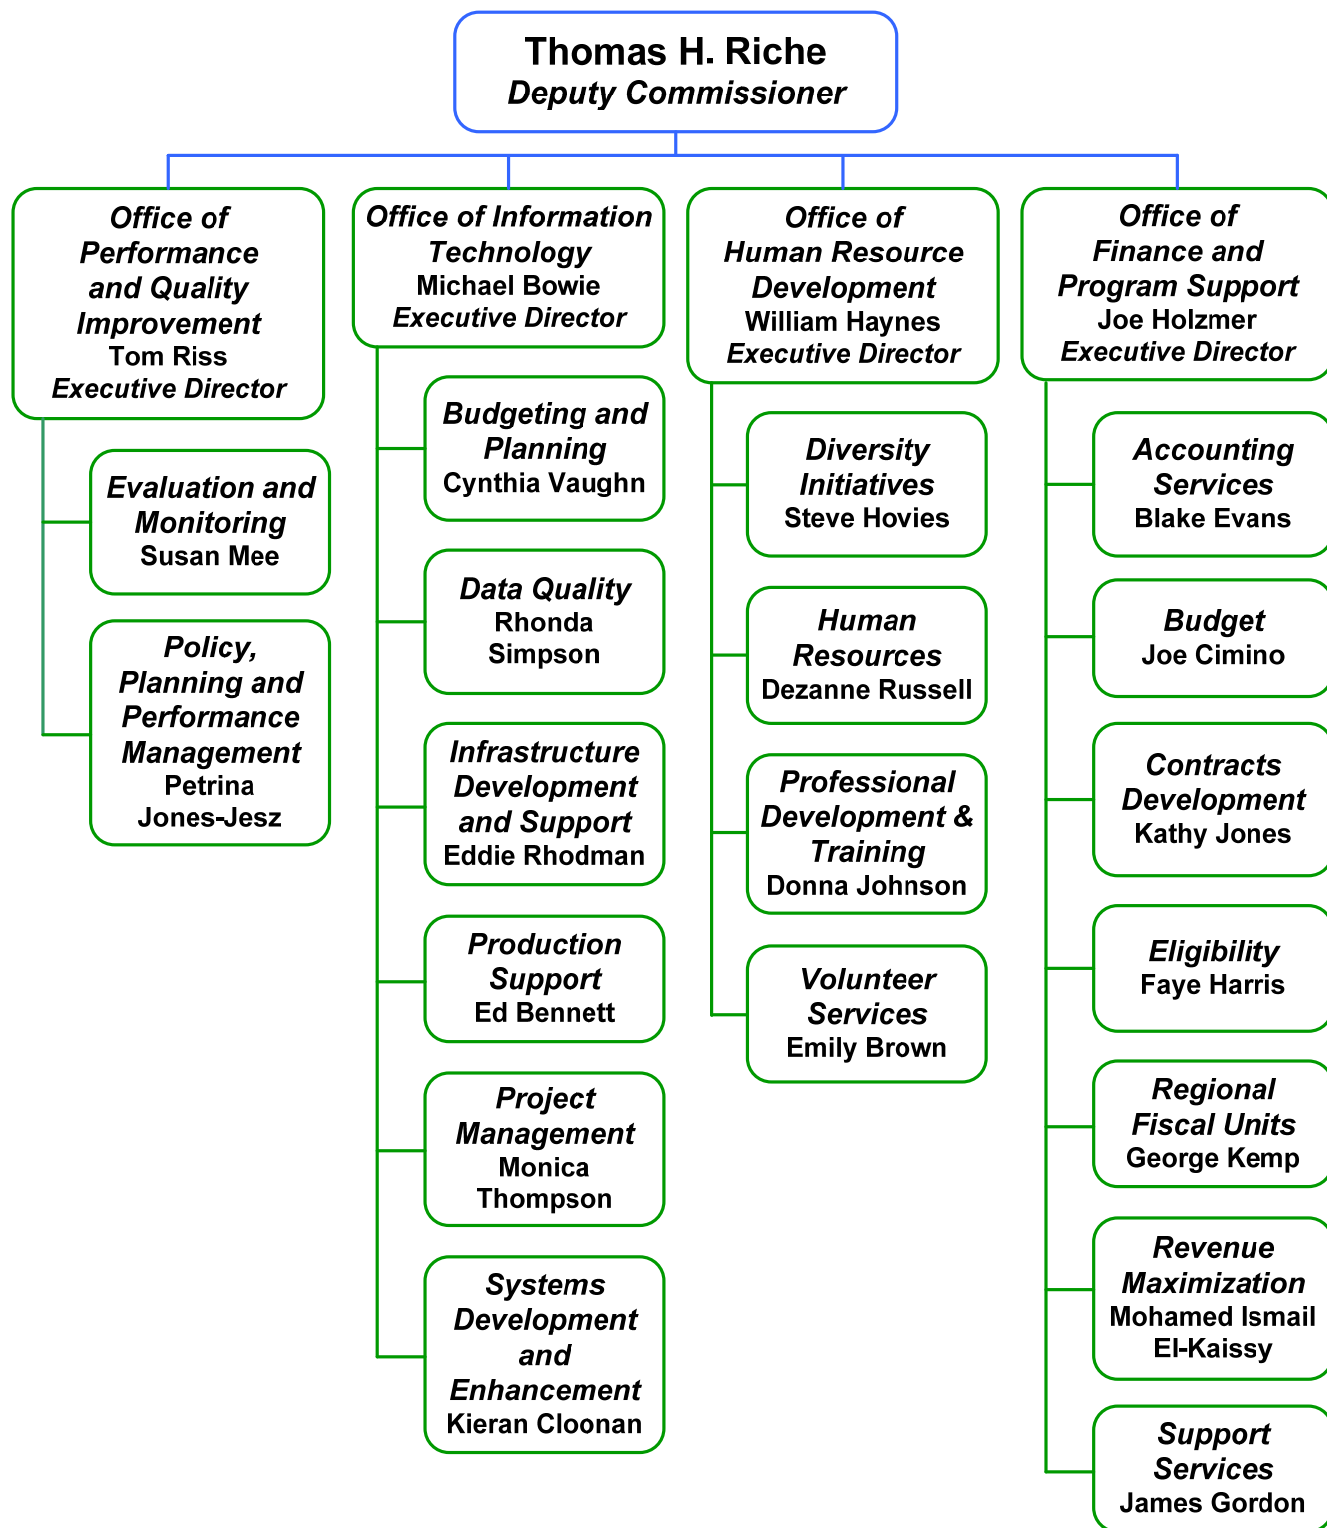 Thomas H. Riche
Deputy Commissioner
Office of
Performance
and Quality
Improvement
Tom Riss
Executive Director
Evaluation and
Monitoring
Susan Mee
Policy,
Planning and
Performance
Management
Petrina
Jones-Jesz
Office of Information
Technology
Michael Bowie
Executive Director
Budgeting and
Planning
Cynthia Vaughn
Data Quality
Rhonda
Simpson
Infrastructure
Development
and Support
Eddie Rhodman
Production
Support
Ed Bennett
Project
Management
Monica
Thompson
Systems
Development
and
Enhancement
Kieran Cloonan
Office of
Human Resource
Development
William Haynes
Executive Director
Diversity
Initiatives
Steve Hovies
Human
Resources
Dezanne Russell
Professional
Development &
Training
Donna Johnson
Volunteer
Services
Emily Brown
Office of
Finance and
Program Support
Joe Holzmer
Executive Director
Accounting
Services
Blake Evans
Budget
Joe Cimino
Contracts
Development
Kathy Jones
Eligibility
Faye Harris
Regional
Fiscal Units
George Kemp
Revenue
Maximization
Mohamed Ismail
El-Kaissy
Support
Services
James Gordon